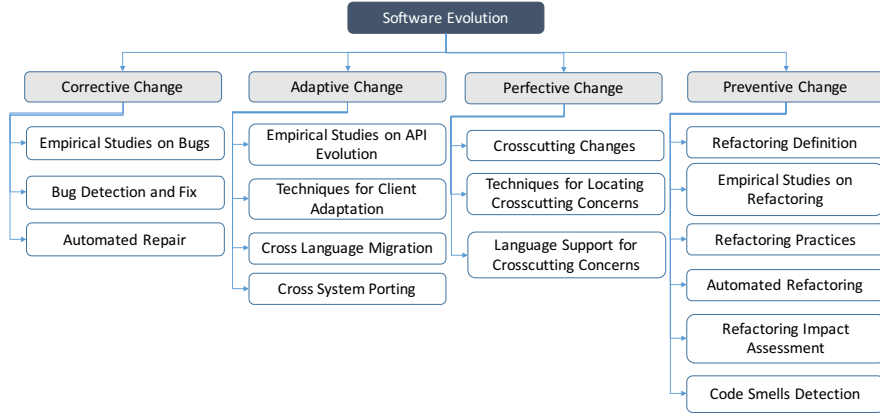 Software Evolution
Corrective Change
Adaptive Change
Perfective Change
Preventive Change
Empirical Studies on Bugs
Bug Detection and Fix
Automated Repair
Empirical Studies on API
Evolution
Techniques for Client
Adaptation
Cross Language Migration
Cross System Porting
Crosscutting Changes
Techniques for Locating
Crosscutting Concerns
Language Support for
Crosscutting Concerns
Refactoring Definition
Empirical Studies on
Refactoring
Refactoring Practices
Automated Refactoring
Refactoring Impact
Assessment
Code Smells Detection